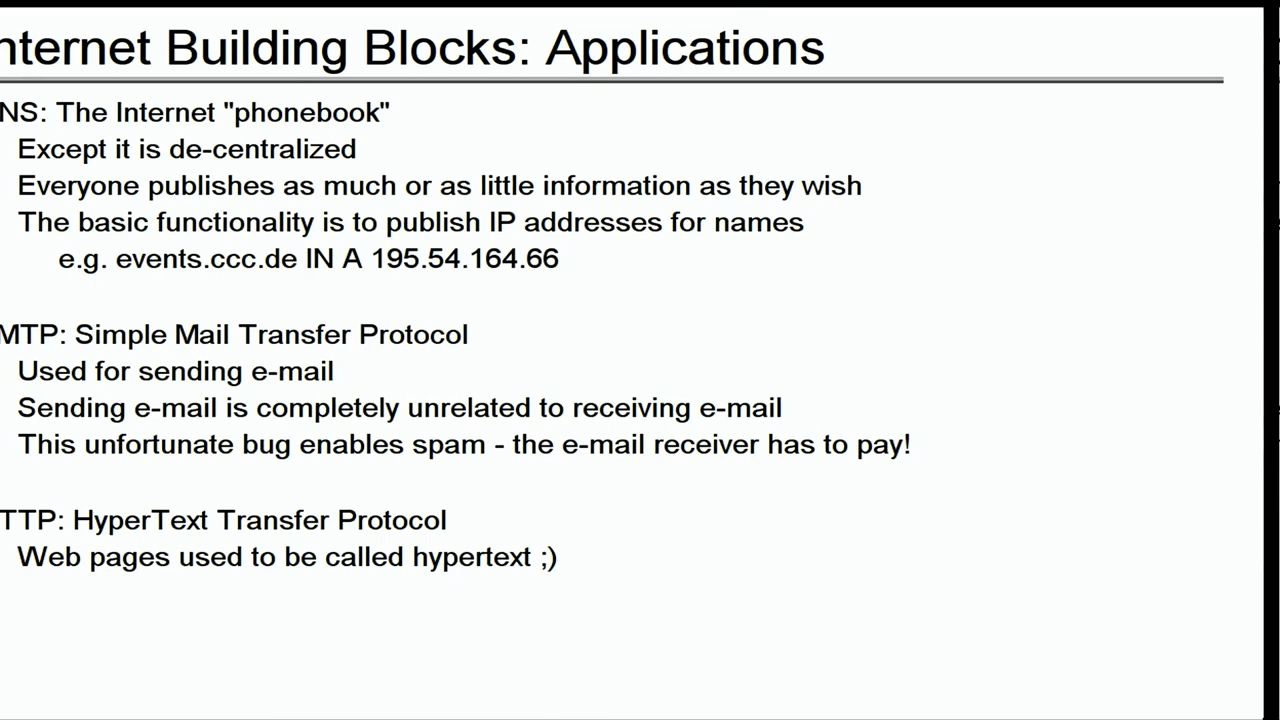 nternet Building Blocks: Applications
NS: The Internet "phonebook"
Except it is de-centralized
Everyone publishes as much or as little information as they wish
The basic functionality is to publish IP addresses for names
e.g. events.ccc.de IN A 195.54.164.66
MTP: Simple Mail Transfer Protocol
Used for sending e-mail
Sending e-mail is completely unrelated to receiving e-mail
This unfortunate bug enables spam - the e-mail receiver has to pay!
TTP: HyperText Transfer Protocol
Web pages used to be called hypertext ;)